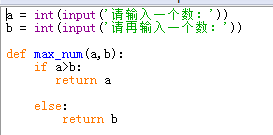 a = int(input('请输入一个数：'))
b = int(input('请再输入一个数：'))
def max_num(a,b):
    if a>b:
        return a
    else:
        return b